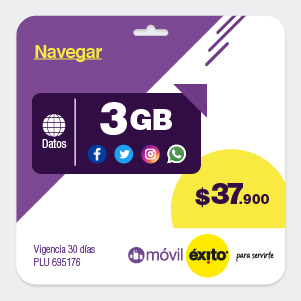 Navegar
3GB
Datos
$37.900
Vigencia 30 días
PLU 695176
móvil éxito para servirte